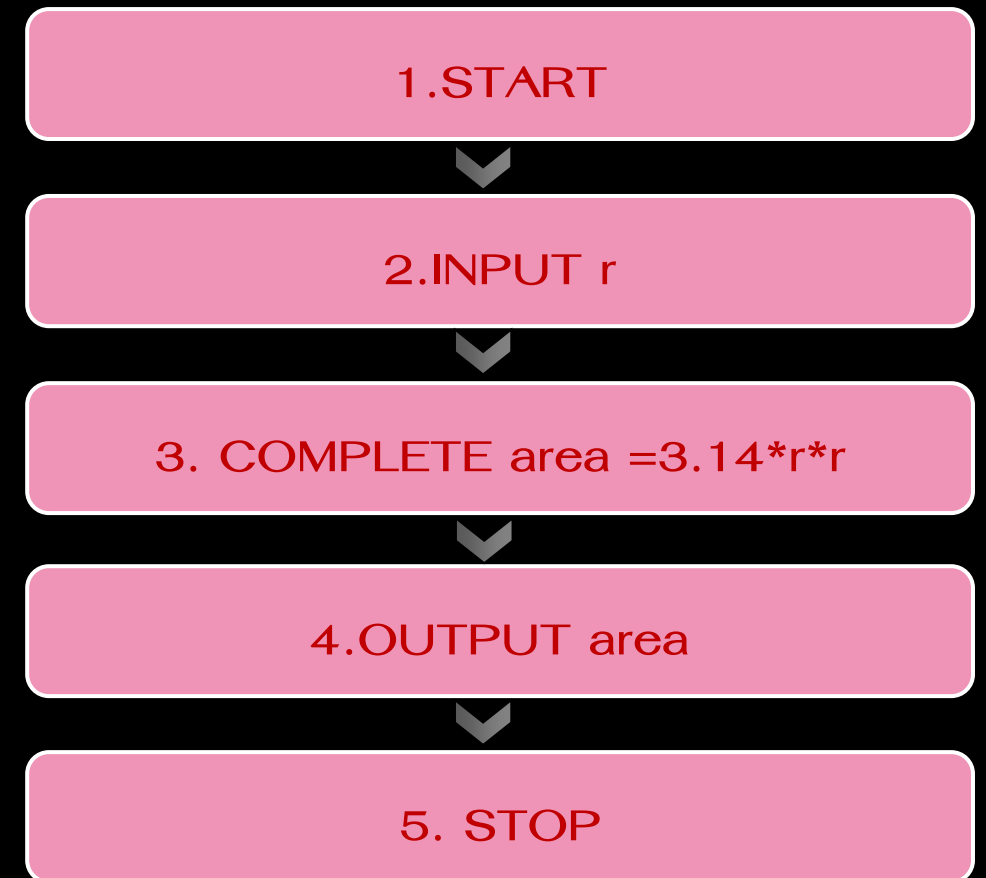 1.START
2.INPUT r
3. COMPLETE area =3.14*r*r
4.OUTPUT area
5. STOP